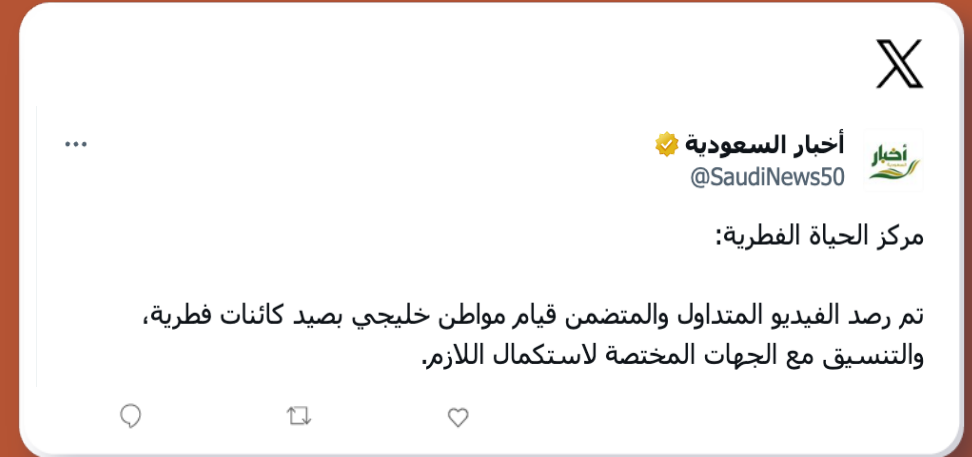 أخبار السعودية
@SaudiNews50
أخبار
مركز الحياة الفطرية:
تم رصد الفيديو المتداول والمتضمن قيام مواطن خليجي بصيد كائنات فطرية،
والتنسيق مع الجهات المختصة لاستكمال اللازم.